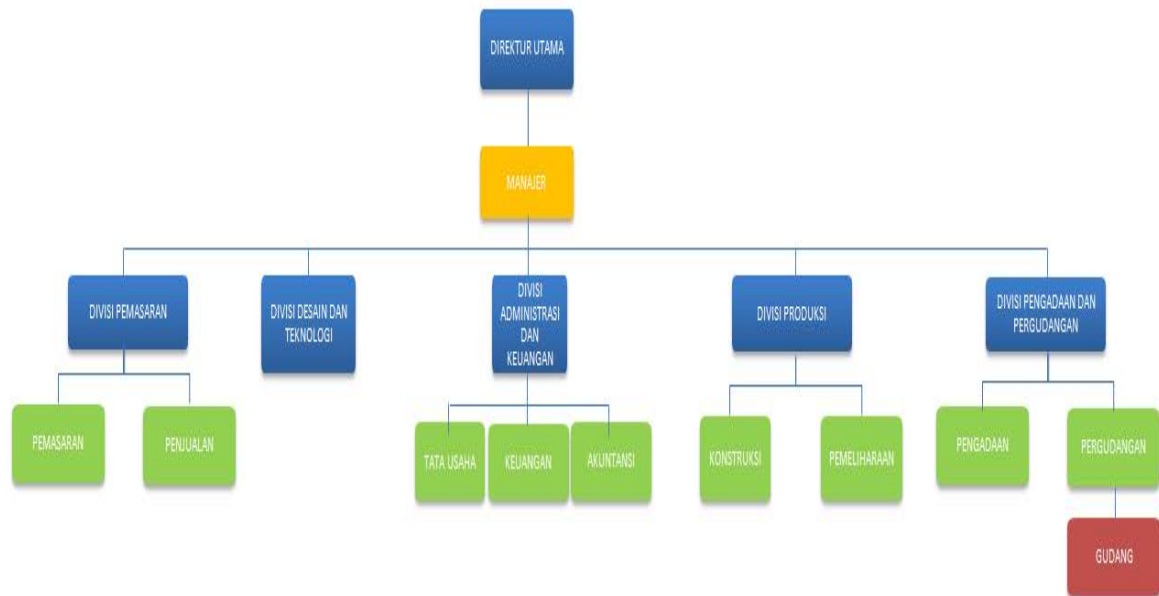 DIREKTUR UTAMA
MANAJER
DIVISI PEMASARAN
DIVISI DESAIN DAN
TEKNOLOGI
DIVISI
ADMINISTRASI
DAN
KEUANGAN
DIVISI PRODUKSI
DIVISI PENGADAAN DAN
PERGUDANGAN
PEMASARAN
PENJUALAN
TATA USAHA
KEUANGAN
AKUNTANSI
KONSTRUKSI
PEMELIHARAAN
PENGADAAN
PERGUDANGAN
GUDANG